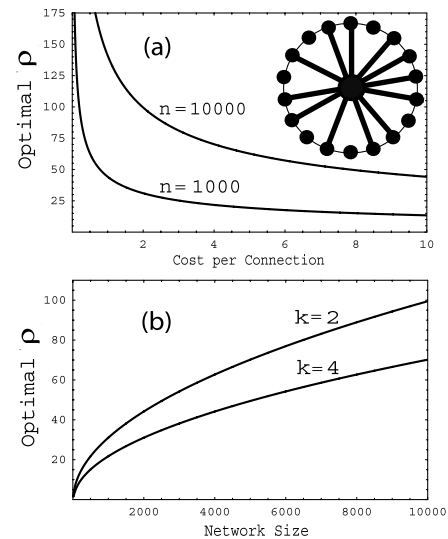 175
150
125
100
75
50
25
Optimal ρ
(a)
n=10000
n=1000
2 4 6 8 10
Cost per Connection
100
80
60
40
20
Optimal ρ
(b)
k=2
k=4
2000 4000 6000 8000 10000
Network Size